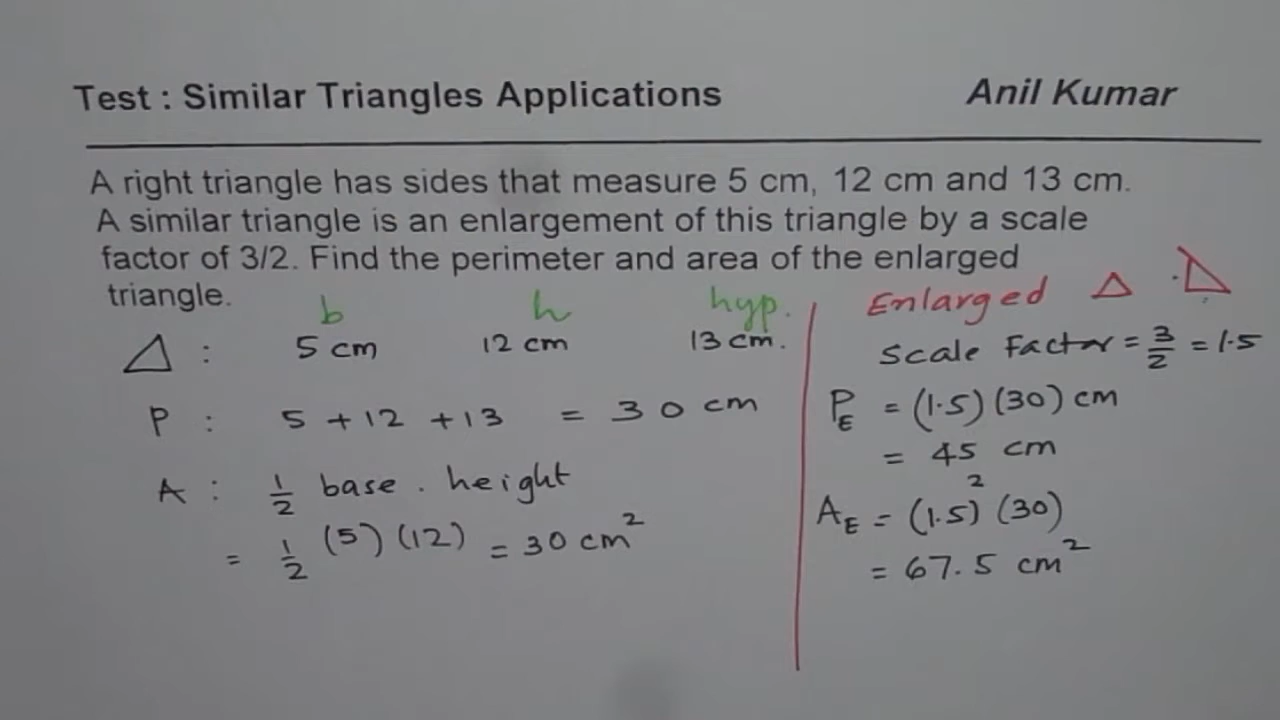 Test : Similar Triangles Applications Anil Kumar
A right triangle has sides that measure 5 cm, 12 cm and 13 cm.
A similar triangle is an enlargement of this triangle by a scale
factor of 3/2. Find the perimeter and area of the enlarged
triangle.
b h hyp.
: 5 cm 12 cm 13 cm.
P : 5 + 12 + 13 = 30 cm
A : 1/2 base . height
= 1/2 (5) (12) = 30 cm²
Enlarged Δ
Scale Factor = 3/2 = 1.5
P_E = (1.5) (30) cm
= 45 cm
A_E = (1.5)² (30)
= 67.5 cm²